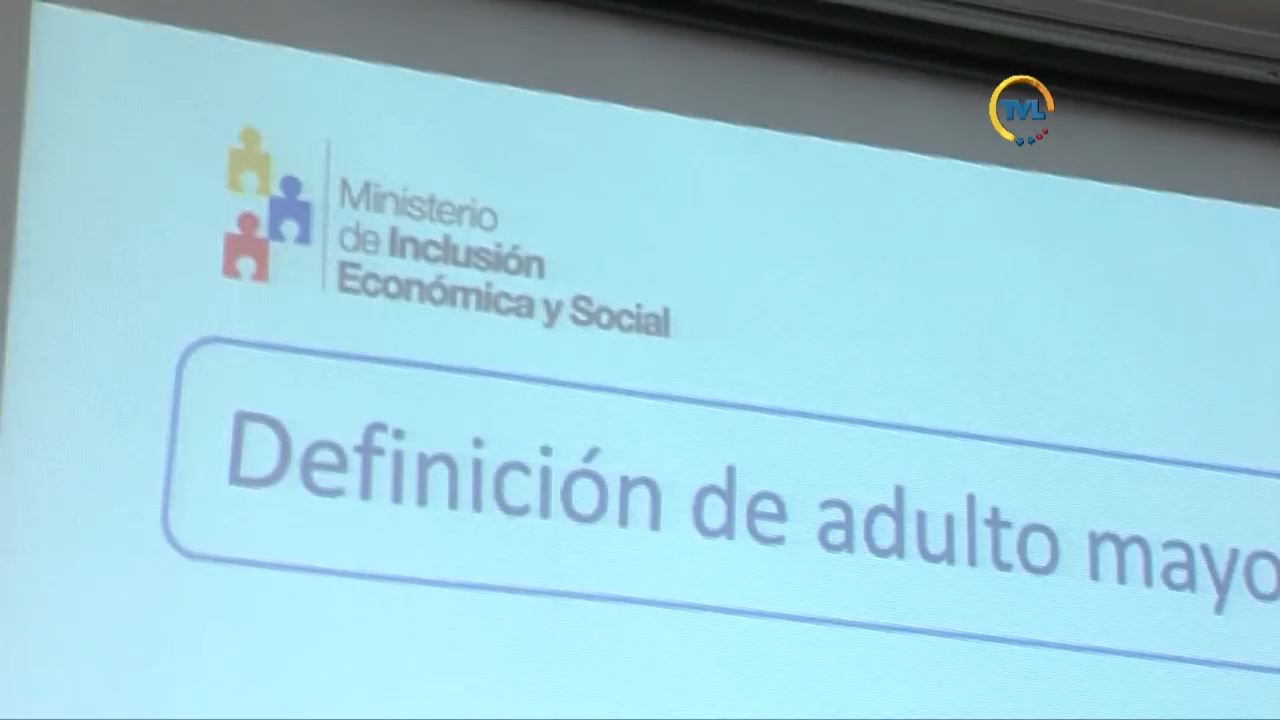 TVL
Ministerio
de Inclusión
Económica y Social
Definición de adulto mayo